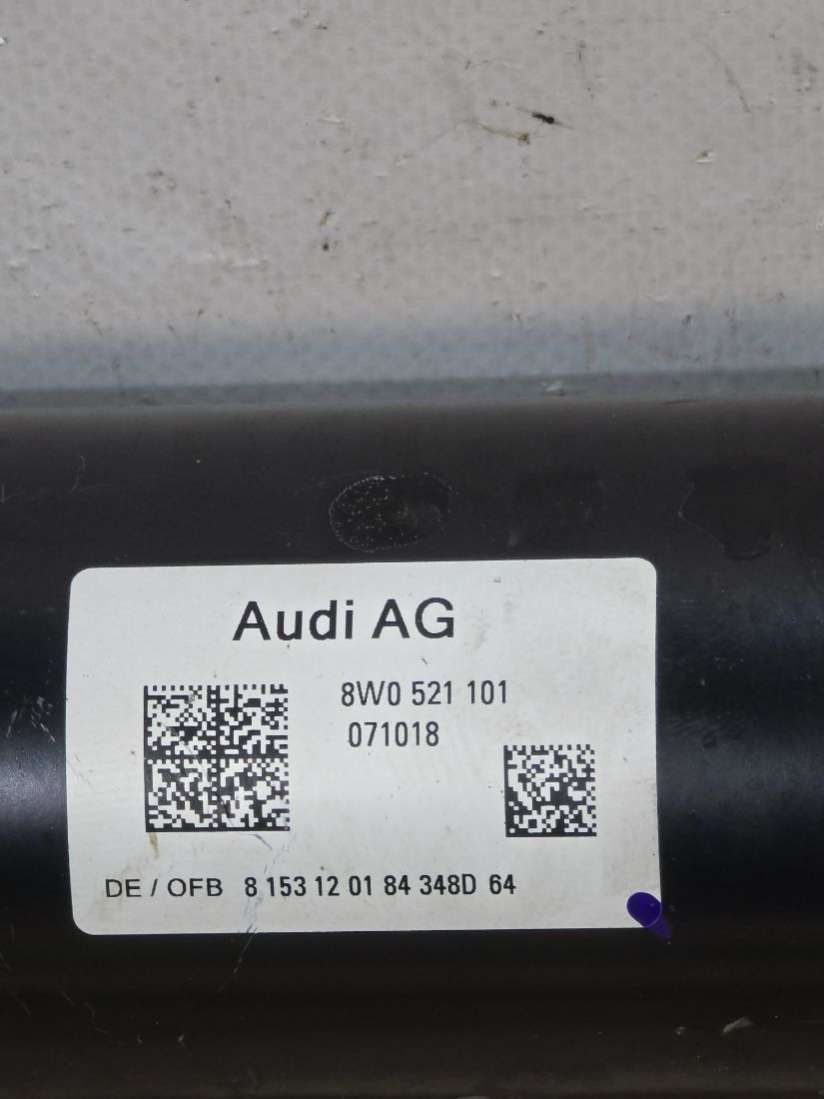 Audi AG
8W0 521 101
071018
DE / OFB 8 153 12 01 84 348D 64